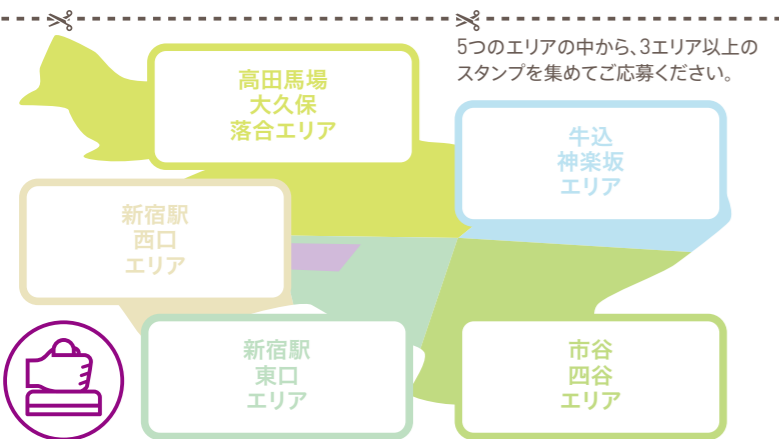 5つのエリアの中から、3エリア以上の
スタンプを集めてご応募ください。
高田馬場
大久保
落合エリア
牛込
神楽坂
エリア
新宿駅
西口
エリア
新宿駅
東口
エリア
市谷
四谷
エリア